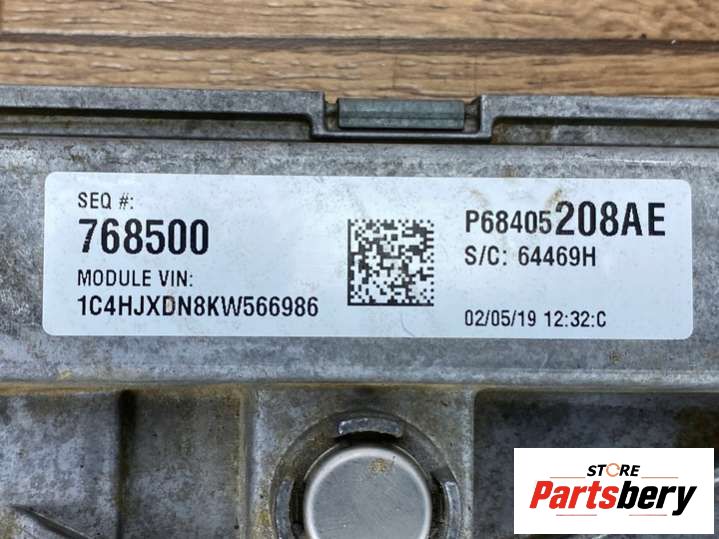 SEQ #:
768500
MODULE VIN:
1C4HJXDN8KW566986
P68405208AE
S/C: 64469H
02/05/19 12:32:C
STORE
Partsbery